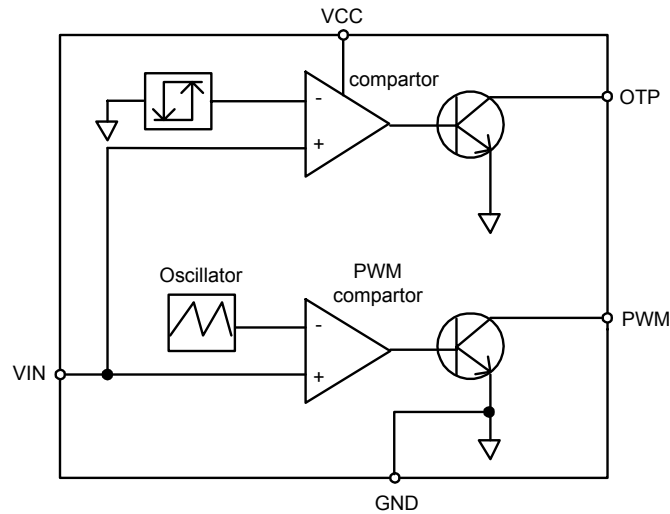 VCC
compartor
OTP
-
+
Oscillator
PWM
compartor
-
PWM
VIN
+
GND